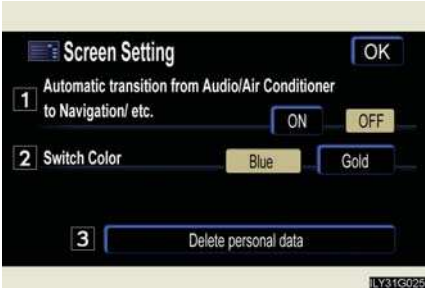 Screen Setting
OK
1
Automatic transition from Audio/Air Conditioner
to Navigation/ etc.
ON
OFF
2
Switch Color
Blue
Gold
3
Delete personal data
ILY31G025